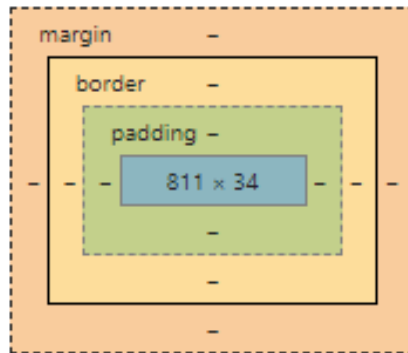 margin –
border –
padding –
– – – 811 × 34 – – –
–
–
–